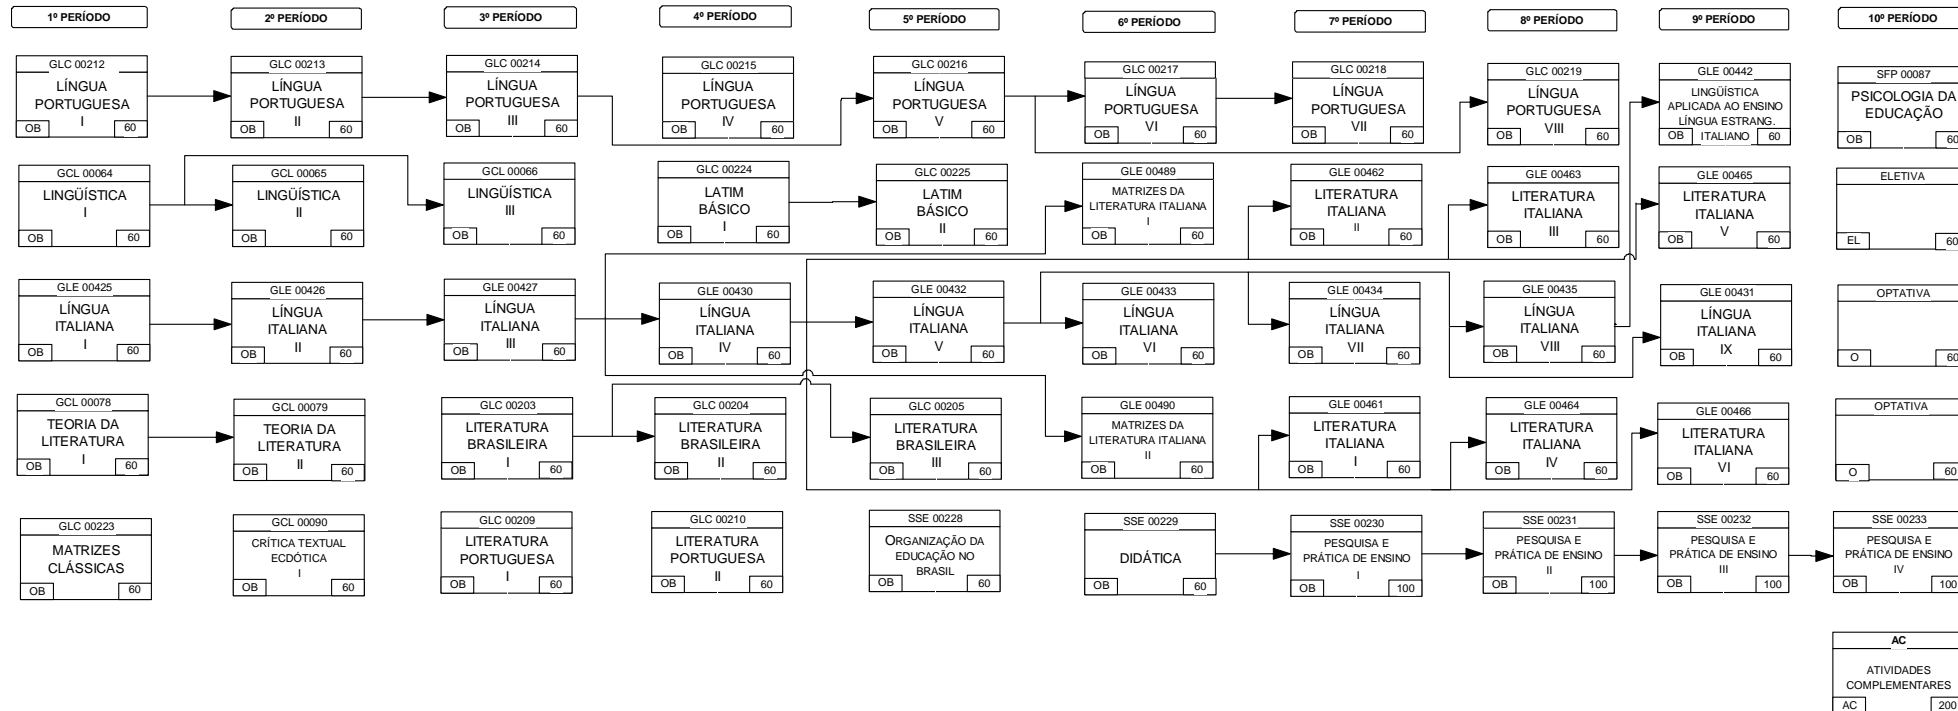 1º PERÍODO
2º PERÍODO
3º PERÍODO
4º PERÍODO
5º PERÍODO
6º PERÍODO
7º PERÍODO
8º PERÍODO
9º PERÍODO
10º PERÍODO
GLC 00212
LÍNGUA
PORTUGUESA
I
OB 60
GLC 00213
LÍNGUA
PORTUGUESA
II
OB 60
GLC 00214
LÍNGUA
PORTUGUESA
III
OB 60
GLC 00215
LÍNGUA
PORTUGUESA
IV
OB 60
GLC 00216
LÍNGUA
PORTUGUESA
V
OB 60
GLC 00217
LÍNGUA
PORTUGUESA
VI
OB 60
GLC 00218
LÍNGUA
PORTUGUESA
VII
OB 60
GLC 00219
LÍNGUA
PORTUGUESA
VIII
OB 60
GLE 00442
LINGÜÍSTICA
APLICADA AO ENSINO
LÍNGUA ESTRANG.
ITALIANO
OB 60
SFP 00087
PSICOLOGIA DA
EDUCAÇÃO
OB 60
GCL 00064
LINGÜÍSTICA
I
OB 60
GCL 00065
LINGÜÍSTICA
II
OB 60
GCL 00066
LINGÜÍSTICA
III
OB 60
GLC 00224
LATIM
BÁSICO
I
OB 60
GLC 00225
LATIM
BÁSICO
II
OB 60
GLE 00489
MATRIZES DA
LITERATURA ITALIANA
I
OB 60
GLE 00462
LITERATURA
ITALIANA
II
OB 60
GLE 00463
LITERATURA
ITALIANA
III
OB 60
GLE 00465
LITERATURA
ITALIANA
V
OB 60
ELETIVA
EL 60
GLE 00425
LÍNGUA
ITALIANA
I
OB 60
GLE 00426
LÍNGUA
ITALIANA
II
OB 60
GLE 00427
LÍNGUA
ITALIANA
III
OB 60
GLE 00430
LÍNGUA
ITALIANA
IV
OB 60
GLE 00432
LÍNGUA
ITALIANA
V
OB 60
GLE 00433
LÍNGUA
ITALIANA
VI
OB 60
GLE 00434
LÍNGUA
ITALIANA
VII
OB 60
GLE 00435
LÍNGUA
ITALIANA
VIII
OB 60
GLE 00431
LÍNGUA
ITALIANA
IX
OB 60
OPTATIVA
O 60
GCL 00078
TEORIA DA
LITERATURA
I
OB 60
GCL 00079
TEORIA DA
LITERATURA
II
OB 60
GLC 00203
LITERATURA
BRASILEIRA
I
OB 60
GLC 00204
LITERATURA
BRASILEIRA
II
OB 60
GLC 00205
LITERATURA
BRASILEIRA
III
OB 60
GLE 00490
MATRIZES DA
LITERATURA ITALIANA
II
OB 60
GLE 00461
LITERATURA
ITALIANA
I
OB 60
GLE 00464
LITERATURA
ITALIANA
IV
OB 60
GLE 00466
LITERATURA
ITALIANA
VI
OB 60
OPTATIVA
O 60
GLC 00223
MATRIZES
CLÁSSICAS
OB 60
GCL 00090
CRÍTICA TEXTUAL
ECDÓTICA
I
OB 60
GLC 00209
LITERATURA
PORTUGUESA
I
OB 60
GLC 00210
LITERATURA
PORTUGUESA
II
OB 60
SSE 00228
ORGANIZAÇÃO DA
EDUCAÇÃO NO
BRASIL
OB 60
SSE 00229
DIDÁTICA
OB 60
SSE 00230
PESQUISA E
PRÁTICA DE ENSINO
I
OB 100
SSE 00231
PESQUISA E
PRÁTICA DE ENSINO
II
OB 100
SSE 00232
PESQUISA E
PRÁTICA DE ENSINO
III
OB 100
SSE 00233
PESQUISA E
PRÁTICA DE ENSINO
IV
OB 100
AC
ATIVIDADES
COMPLEMENTARES
AC 200